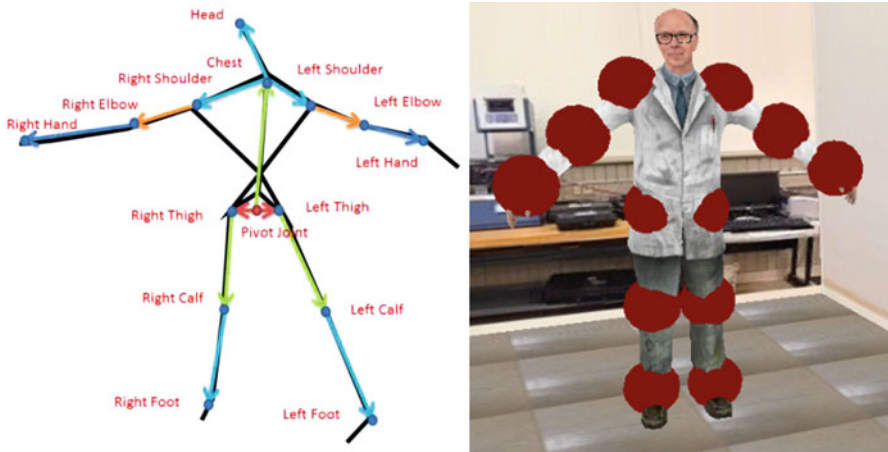 Head
Chest
Right Shoulder
Left Shoulder
Right Elbow
Left Elbow
Right Hand
Left Hand
Right Thigh
Left Thigh
Pivot Joint
Right Calf
Left Calf
Right Foot
Left Foot